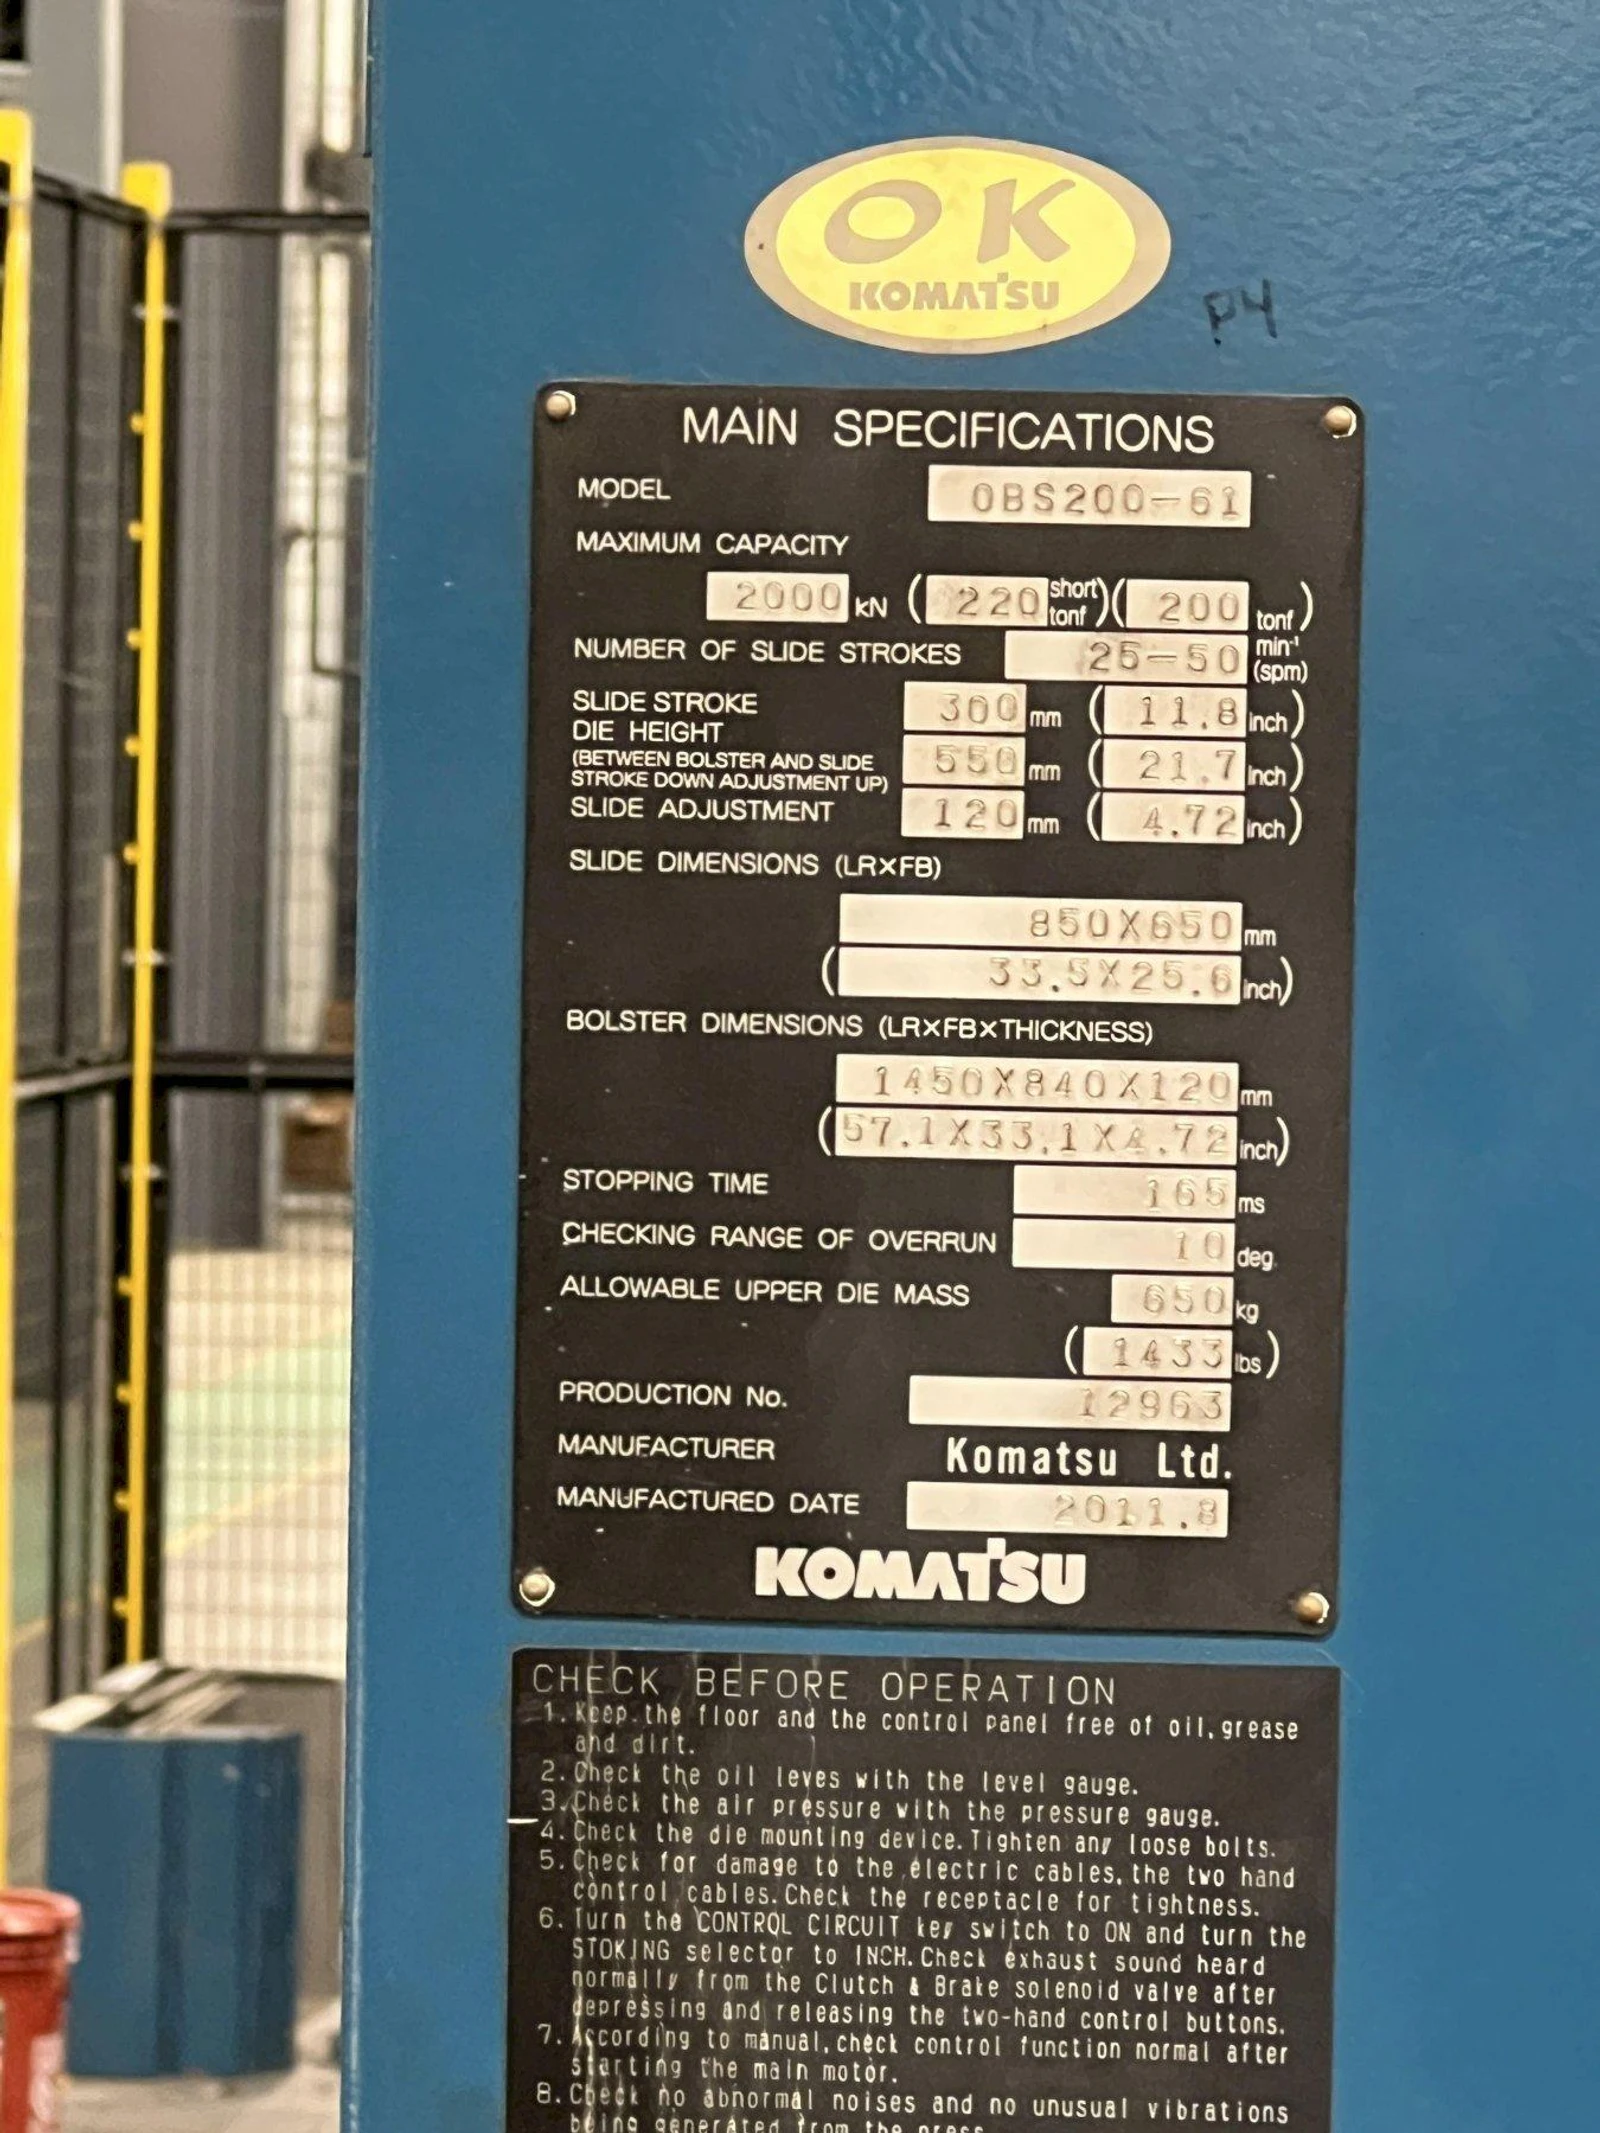 OK
KOMATSU
P4
MAIN SPECIFICATIONS
MODEL OBS200-61
MAXIMUM CAPACITY
2000 kN (220 short tonf) (200 tonf)
NUMBER OF SLIDE STROKES 25-50 min⁻¹ (spm)
SLIDE STROKE 300 mm (11.8 inch)
DIE HEIGHT
(BETWEEN BOLSTER AND SLIDE 550 mm (21.7 inch)
STROKE DOWN ADJUSTMENT UP)
SLIDE ADJUSTMENT 120 mm (4.72 inch)
SLIDE DIMENSIONS (LR×FB)
850X650 mm
(33.5X25.6 inch)
BOLSTER DIMENSIONS (LR×FB×THICKNESS)
1450X840X120 mm
(57.1X33.1X4.72 inch)
STOPPING TIME 165 ms
CHECKING RANGE OF OVERRUN 10 deg.
ALLOWABLE UPPER DIE MASS 650 kg
(1433 lbs)
PRODUCTION No. 12963
MANUFACTURER Komatsu Ltd.
MANUFACTURED DATE 2011.8
KOMATSU
CHECK BEFORE OPERATION
1. Keep the floor and the control panel free of oil, grease
and dirt.
2. Check the oil leves with the level gauge.
3. Check the air pressure with the pressure gauge.
4. Check the die mounting device. Tighten any loose bolts.
5. Check for damage to the electric cables, the two hand
control cables. Check the receptacle for tightness.
6. Turn the CONTROL CIRCUIT key switch to ON and turn the
STOKING selector to INCH. Check exhaust sound heard
normally from the Clutch & Brake solenoid valve after
depressing and releasing the two-hand control buttons.
7. According to manual, check control function normal after
starting the main motor.
8. Check no abnormal noises and no unusual vibrations
being generated from the press.